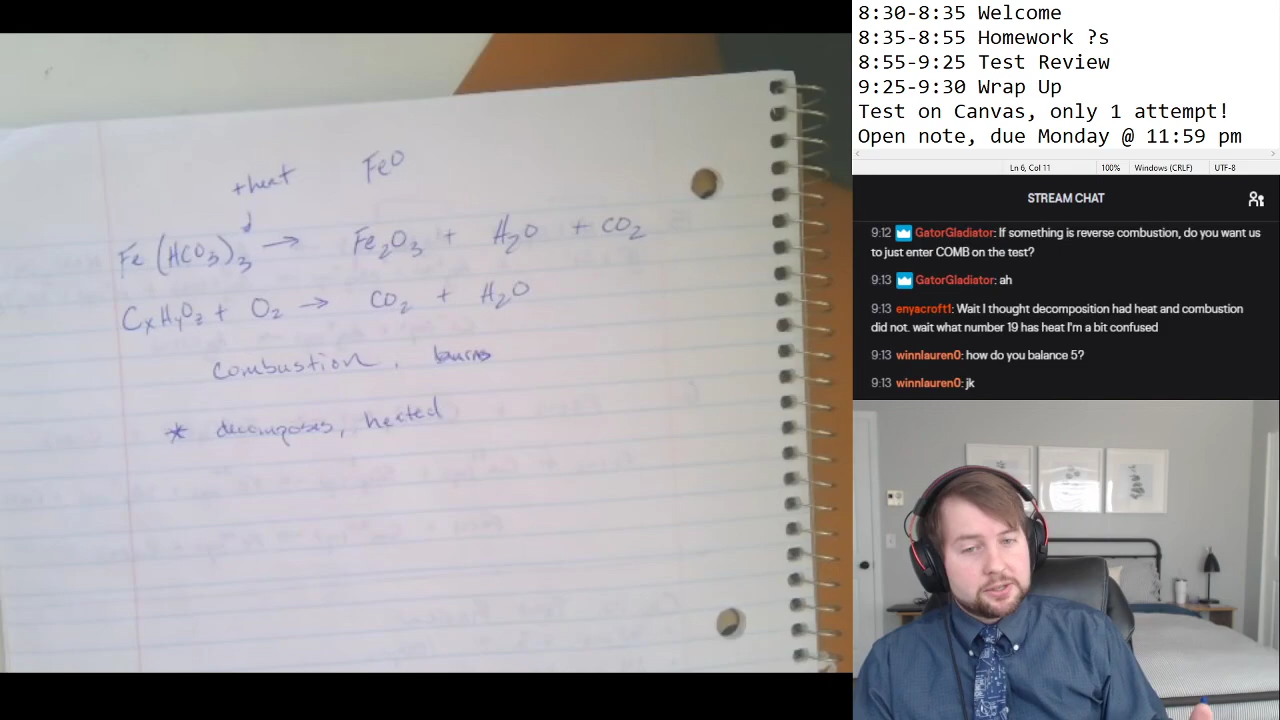 +heat FeO
Fe(HCO₃)₃ → Fe₂O₃ + H₂O + CO₂
CₓHᵧO₂ + O₂ → CO₂ + H₂O
combustion, burns
* decomposes, heated
8:30-8:35 Welcome
8:35-8:55 Homework ?s
8:55-9:25 Test Review
9:25-9:30 Wrap Up
Test on Canvas, only 1 attempt!
Open note, due Monday @ 11:59 pm
Ln 6, Col 11 100% Windows (CRLF) UTF-8
STREAM CHAT
9:12 GatorGladiator: If something is reverse combustion, do you want us
to just enter COMB on the test?
9:13 GatorGladiator: ah
9:13 enyacroft1: Wait I thought decomposition had heat and combustion
did not. wait what number 19 has heat I'm a bit confused
9:13 winnlauren0: how do you balance 5?
9:13 winnlauren0: jk